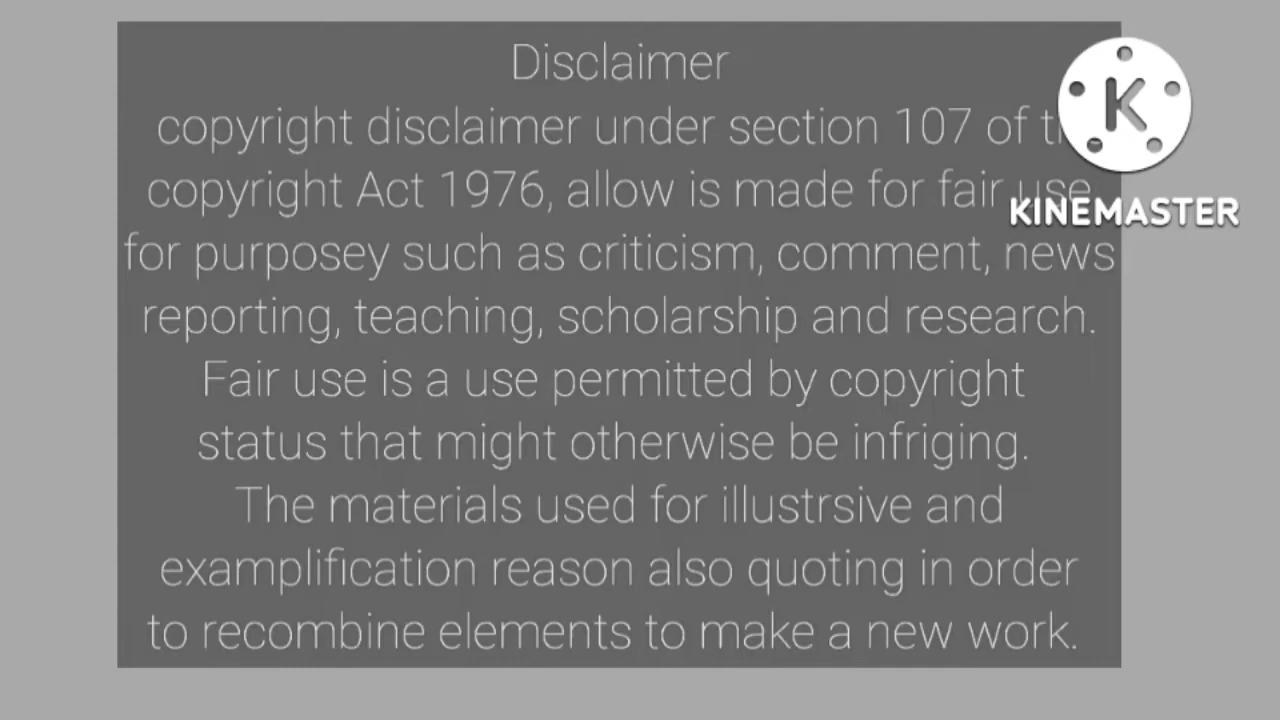 Disclaimer
copyright disclaimer under section 107 of
copyright Act 1976, allow is made for fair use
for purposey such as criticism, comment, news
reporting, teaching, scholarship and research.
Fair use is a use permitted by copyright
status that might otherwise be infriging.
The materials used for illustrsive and
examplification reason also quoting in order
to recombine elements to make a new work.
K
KINEMASTER